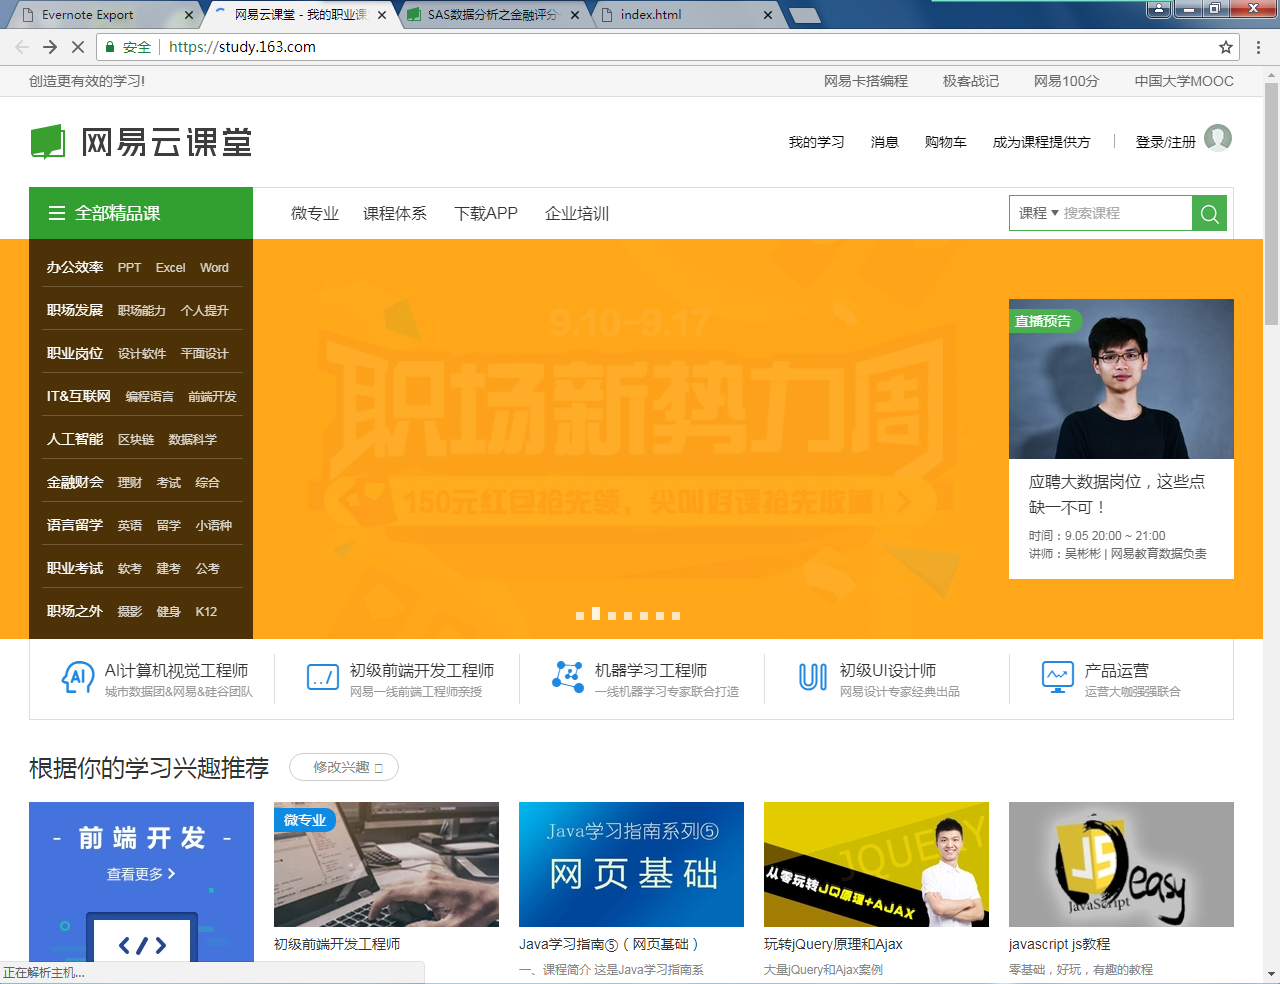 Evernote Export
网易云课堂 - 我的职业课
SAS数据分析之金融评分
index.html
安全 https://study.163.com
创造更有效的学习!
网易卡搭编程 极客战记 网易100分 中国大学MOOC
网易云课堂
我的学习 消息 购物车 成为课程提供方 登录/注册
全部精品课
微专业 课程体系 下载APP 企业培训
课程 搜索课程
办公效率 PPT Excel Word
职场发展 职场能力 个人提升
职业岗位 设计软件 平面设计
IT&互联网 编程语言 前端开发
人工智能 区块链 数据科学
金融财会 理财 考试 综合
语言留学 英语 留学 小语种
职业考试 软考 建考 公考
职场之外 摄影 健身 K12
9.10-9.17
职场新势力周
150元红包抢先领，尖叫好课抢先收藏!
直播预告
应聘大数据岗位，这些点
缺一不可！
时间：9.05 20:00 ~ 21:00
讲师：吴彬彬 | 网易教育数据负责
AI
AI计算机视觉工程师
城市数据团&网易&硅谷团队
../
初级前端开发工程师
网易一线前端工程师亲授
机器学习工程师
一线机器学习专家联合打造
UI
初级UI设计师
网易设计专家经典出品
产品运营
运营大咖强强联合
根据你的学习兴趣推荐
修改兴趣
- 前端开发 -
查看更多
</>
微专业
初级前端开发工程师
Java学习指南系列⑤
网页基础
Java学习指南⑤（网页基础）
一、课程简介 这是Java学习指南系
JQUERY
从零玩转JQ原理+AJAX
玩转jQuery原理和Ajax
大量jQuery和Ajax案例
JS easy
JavaScript
javascript js教程
零基础，好玩，有趣的教程
正在解析主机...